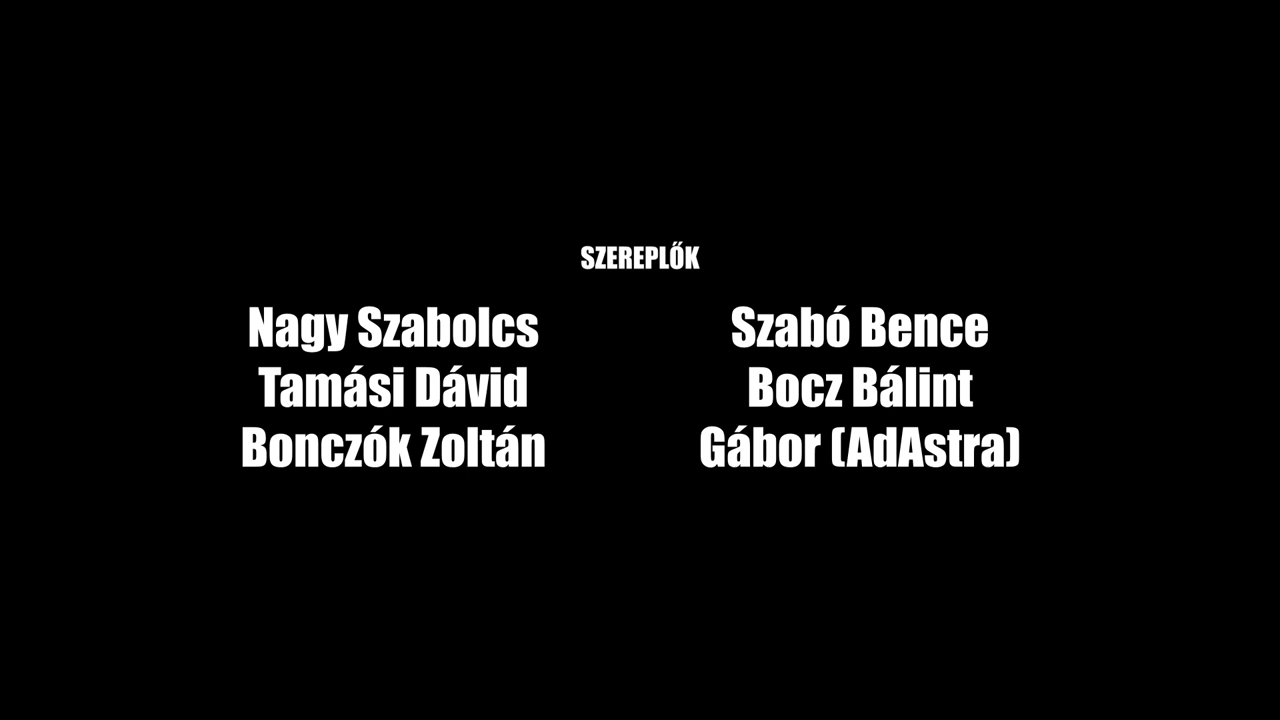 SZEREPLŐK
Nagy Szabolcs
Tamási Dávid
Bonczók Zoltán
Szabó Bence
Bocz Bálint
Gábor (AdAstra)